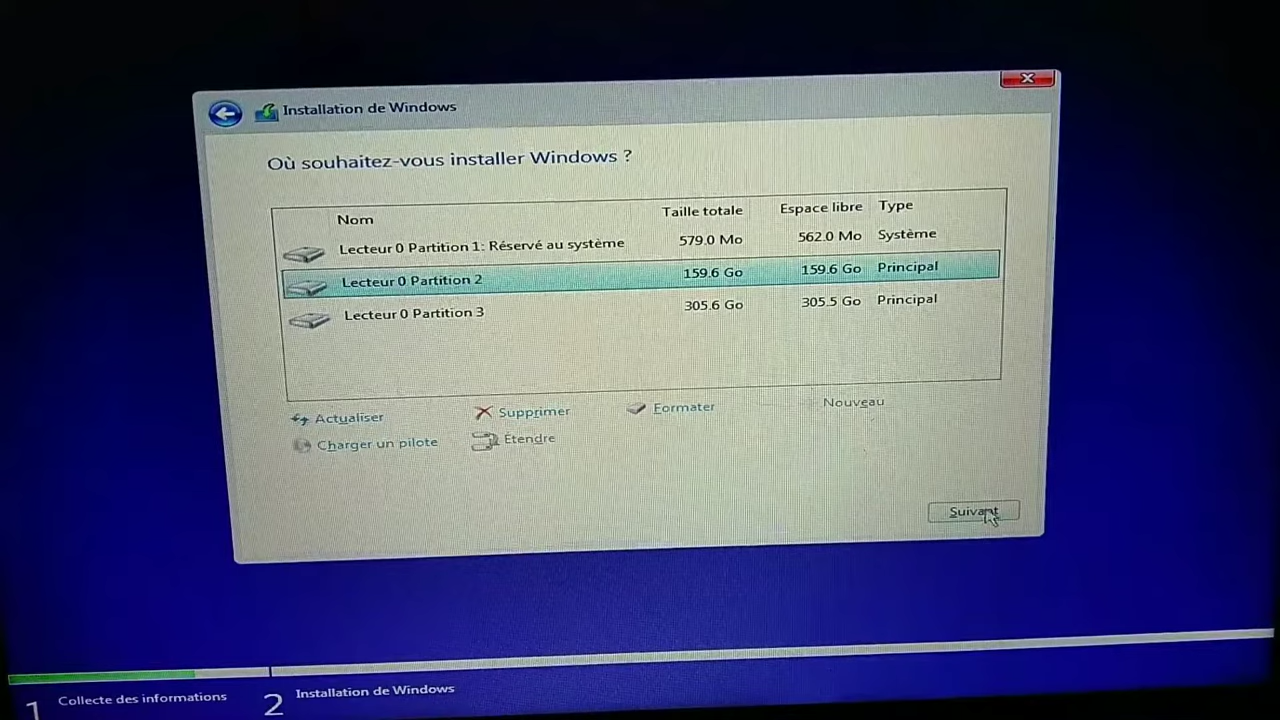 Installation de Windows
Où souhaitez-vous installer Windows ?
Nom Taille totale Espace libre Type
Lecteur 0 Partition 1: Réservé au système 579.0 Mo 562.0 Mo Système
Lecteur 0 Partition 2 159.6 Go 159.6 Go Principal
Lecteur 0 Partition 3 305.6 Go 305.5 Go Principal
Actualiser Supprimer Formater Nouveau
Charger un pilote Étendre
Suivant
1 Collecte des informations 2 Installation de Windows